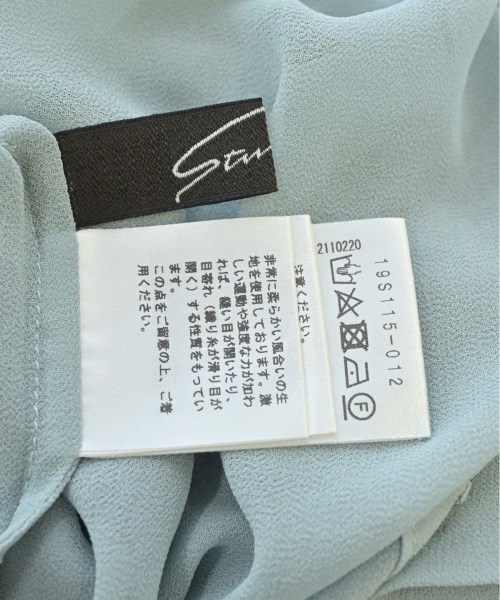 Stu
非常に柔らかい風合いの生
地を使用しております。激
しい運動や強度な力が加わ
れば、縫い目が開いたり、
目寄れ（織り糸が滑り目が
開く）する性質をもってい
ます。
この点をご留意の上、ご着
用ください。
注意ください。
2110220
19S115-012
F